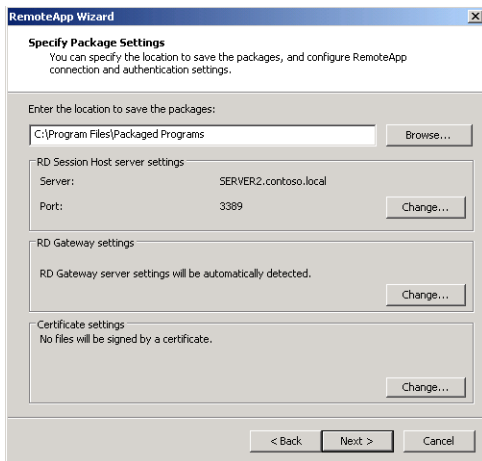 RemoteApp Wizard
Specify Package Settings
You can specify the location to save the packages, and configure RemoteApp
connection and authentication settings.
Enter the location to save the packages:
C:\Program Files\Packaged Programs
Browse...
RD Session Host server settings
Server: SERVER2.contoso.local
Port: 3389
Change...
RD Gateway settings
RD Gateway server settings will be automatically detected.
Change...
Certificate settings
No files will be signed by a certificate.
Change...
< Back Next > Cancel